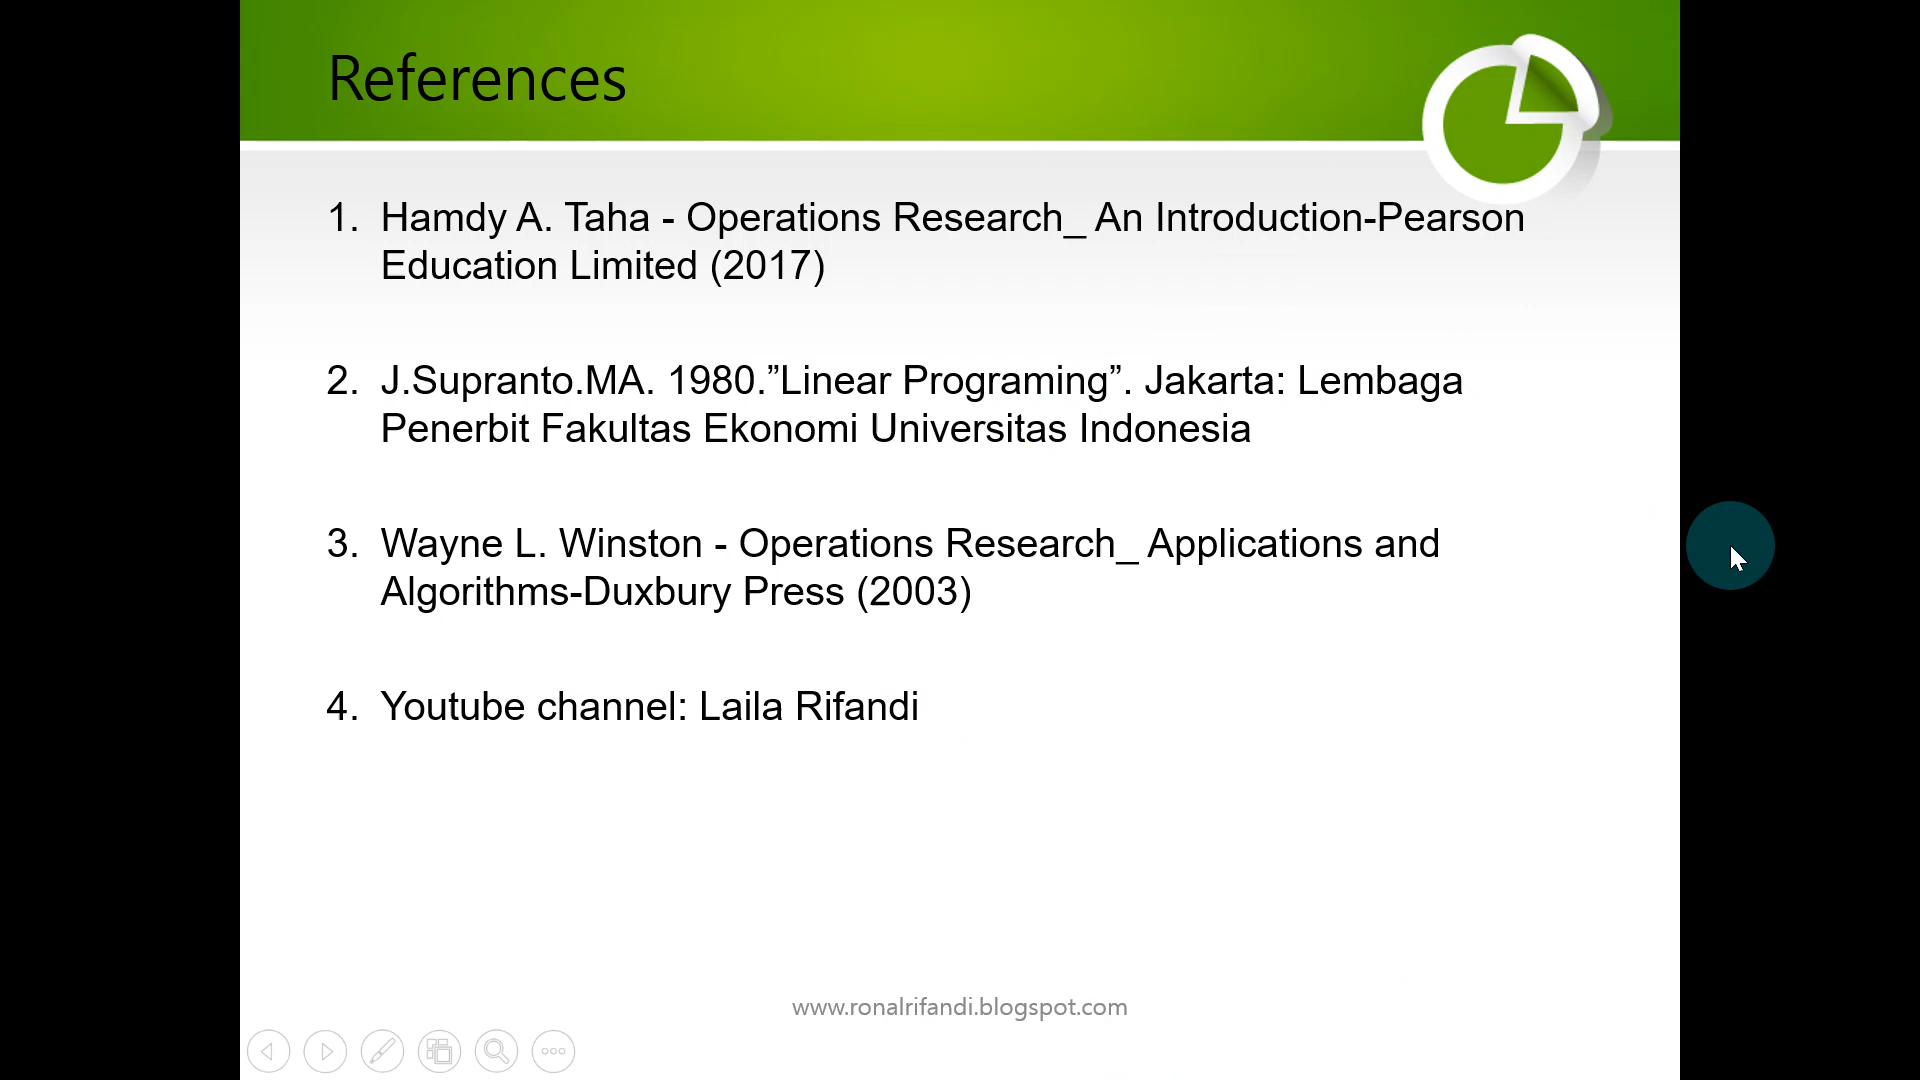 References
1. Hamdy A. Taha - Operations Research_ An Introduction-Pearson
Education Limited (2017)
2. J.Supranto.MA. 1980.”Linear Programing”. Jakarta: Lembaga
Penerbit Fakultas Ekonomi Universitas Indonesia
3. Wayne L. Winston - Operations Research_ Applications and
Algorithms-Duxbury Press (2003)
4. Youtube channel: Laila Rifandi
www.ronalrifandi.blogspot.com